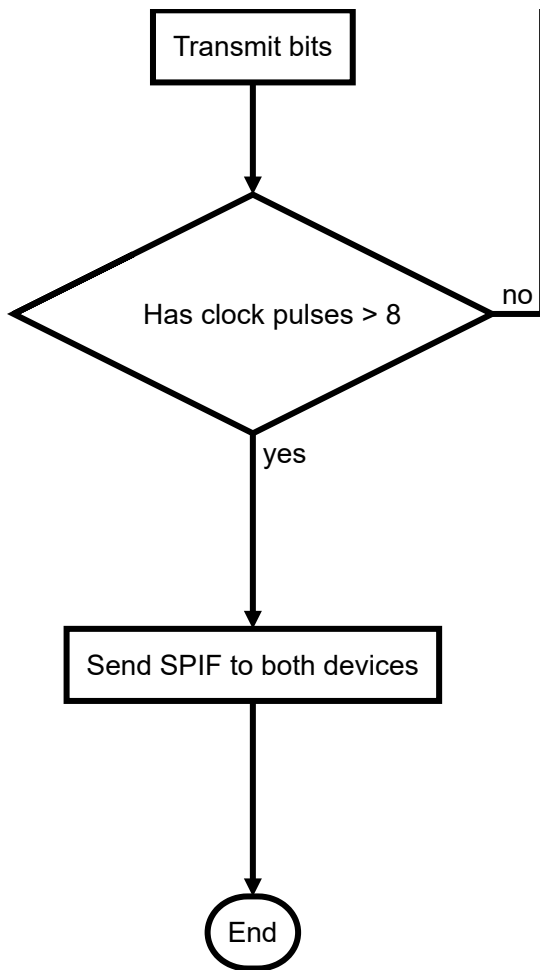 Transmit bits
no
Has clock pulses > 8
yes
Send SPIF to both devices
End